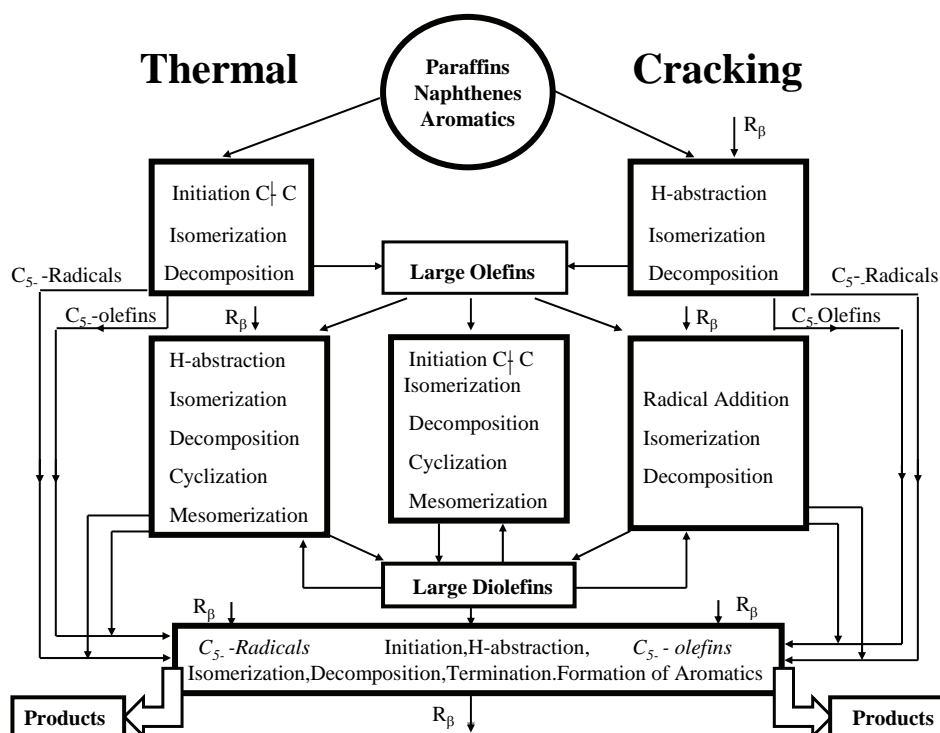 Thermal
Paraffins
Naphthenes
Aromatics
Cracking
Rβ
Initiation C┼C
Isomerization
Decomposition
H-abstraction
Isomerization
Decomposition
Large Olefins
C5- -Radicals
C5--olefins
C5- -Radicals
C5-Olefins
Rβ
Rβ
H-abstraction
Isomerization
Decomposition
Cyclization
Mesomerization
Initiation C┼C
Isomerization
Decomposition
Cyclization
Mesomerization
Radical Addition
Isomerization
Decomposition
Large Diolefins
Rβ
Rβ
C5- -Radicals Initiation,H-abstraction, C5- - olefins
Isomerization,Decomposition,Termination.Formation of Aromatics
Products
Rβ
Products